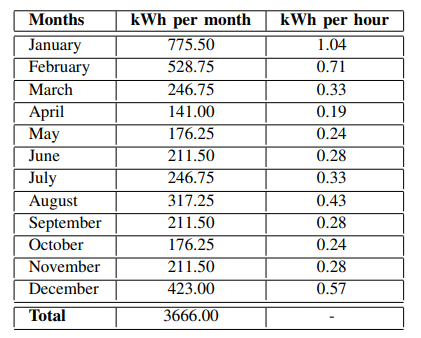 Months kWh per month kWh per hour
January 775.50 1.04
February 528.75 0.71
March 246.75 0.33
April 141.00 0.19
May 176.25 0.24
June 211.50 0.28
July 246.75 0.33
August 317.25 0.43
September 211.50 0.28
October 176.25 0.24
November 211.50 0.28
December 423.00 0.57
Total 3666.00 -